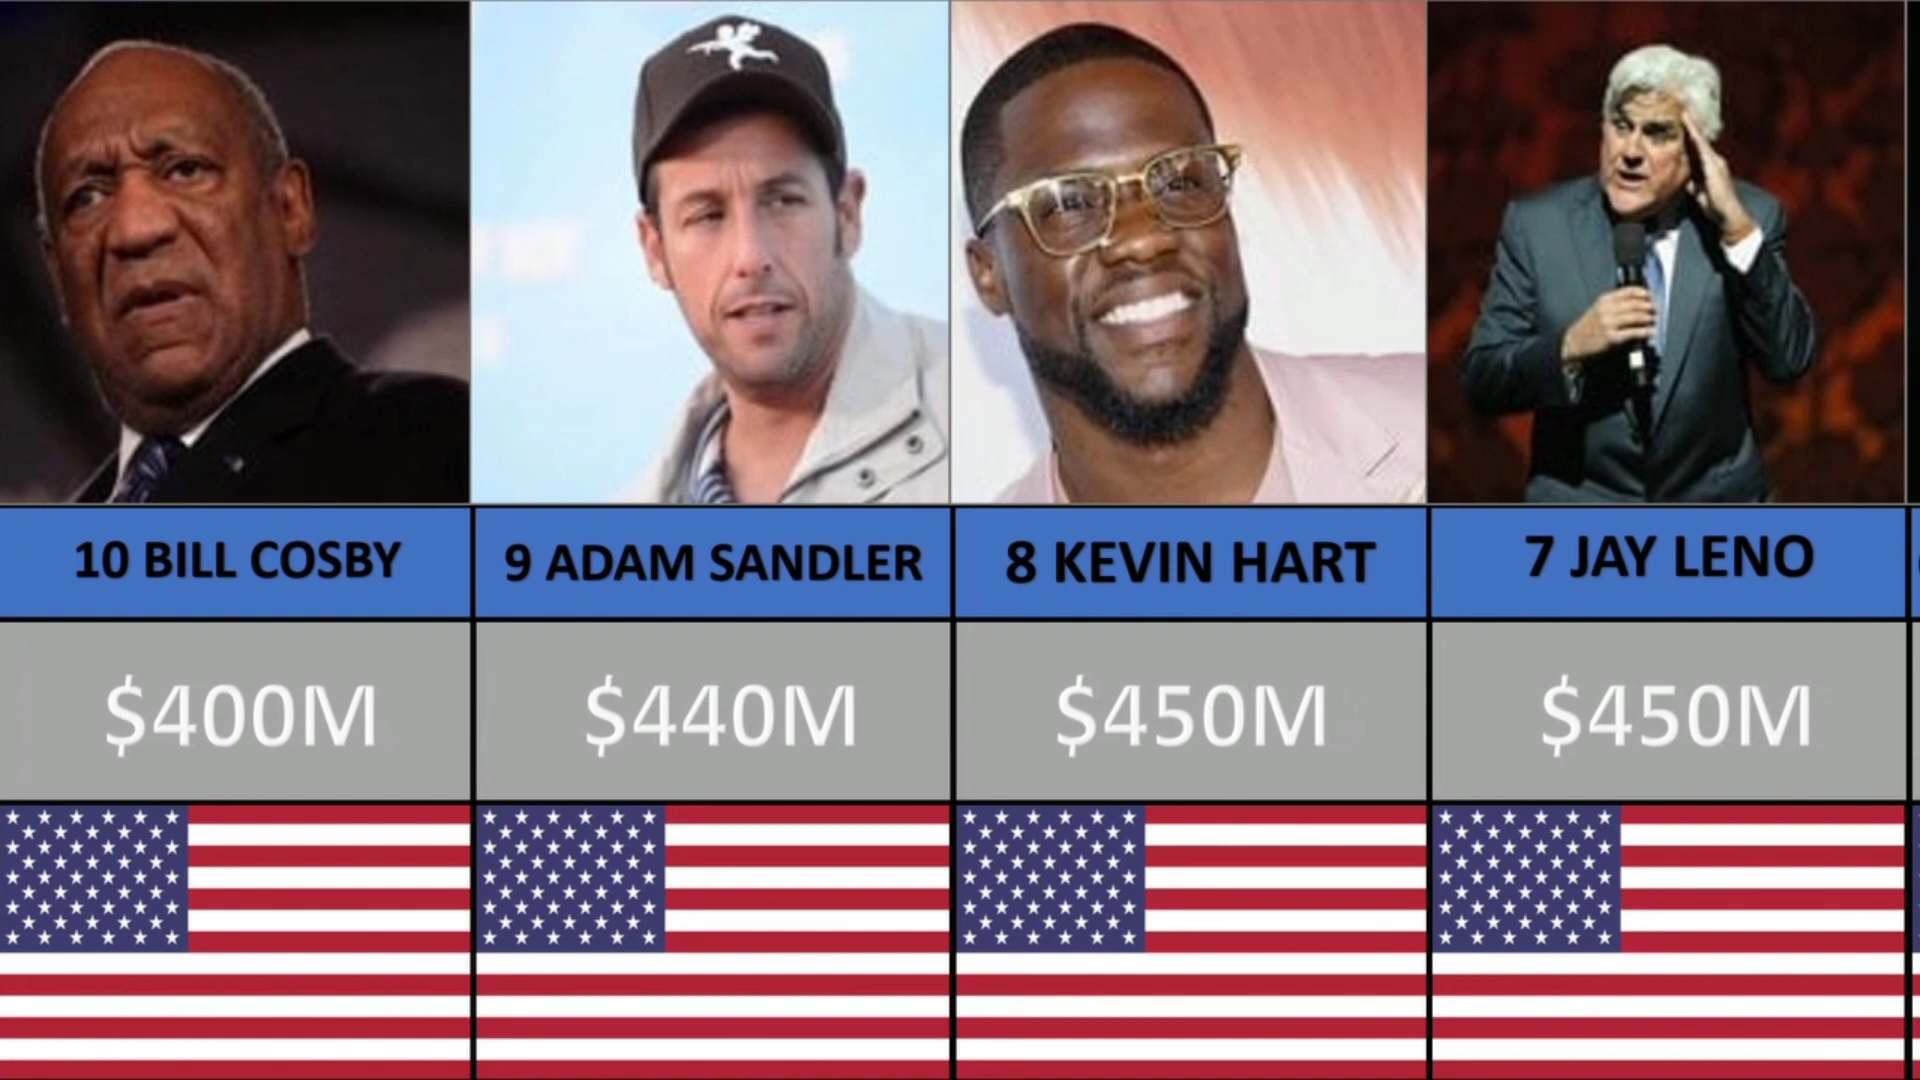 10 BILL COSBY
9 ADAM SANDLER
8 KEVIN HART
7 JAY LENO
$400M
$440M
$450M
$450M